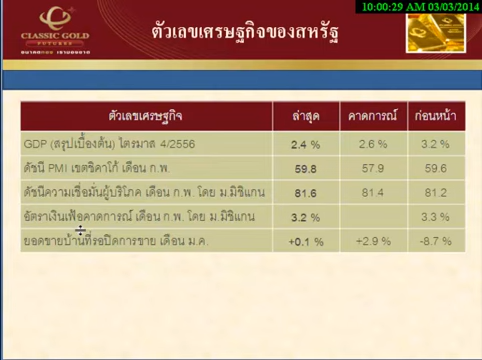 10:00:29 AM 03/03/2014
CLASSIC GOLD
FUTURES
ตัวเลขเศรษฐกิจของสหรัฐ
ตัวเลขเศรษฐกิจ ล่าสุด คาดการณ์ ก่อนหน้า
GDP (สรุปเบื้องต้น) ไตรมาส 4/2556 2.4 % 2.6 % 3.2 %
ดัชนี PMI เขตชิคาโก้ เดือน ก.พ. 59.8 57.9 59.6
ดัชนีความเชื่อมั่นผู้บริโภค เดือน ก.พ. โดย ม.มิชิแกน 81.6 81.4 81.2
อัตราเงินเฟ้อคาดการณ์ เดือน ก.พ. โดย ม.มิชิแกน 3.2 % 3.3 %
ยอดขายบ้านที่รอปิดการขาย เดือน ม.ค. +0.1 % +2.9 % -8.7 %